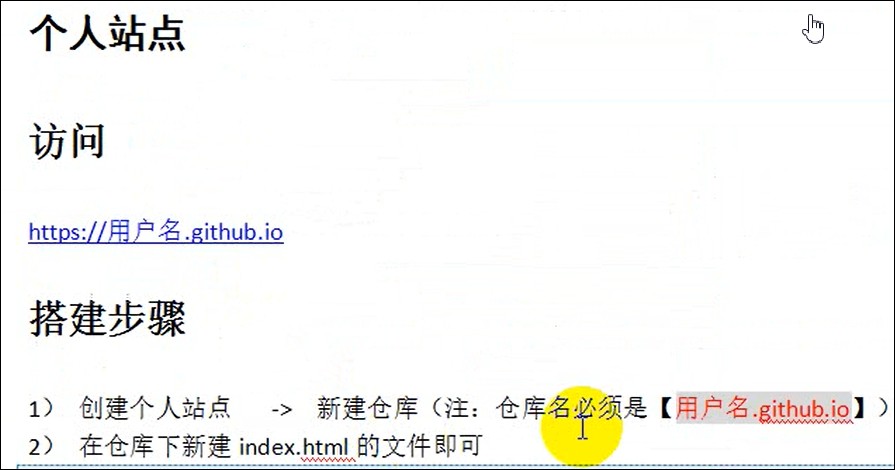 个人站点
访问
https://用户名.github.io
搭建步骤
1） 创建个人站点 -> 新建仓库（注：仓库名必须是【用户名.github.io】）
2） 在仓库下新建 index.html 的文件即可